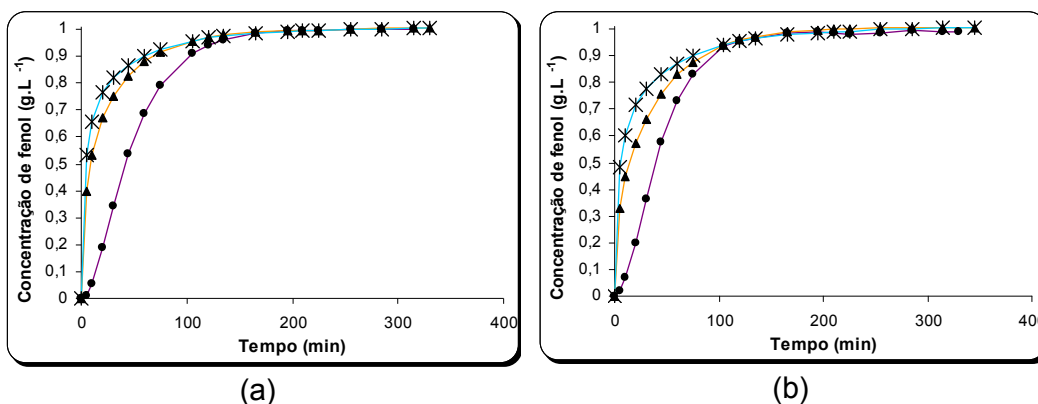 Concentração de fenol (g.L⁻¹)
1
0,9
0,8
0,7
0,6
0,5
0,4
0,3
0,2
0,1
0
0 100 200 300 400
Tempo (min)
(a)
Concentração de fenol (g.L⁻¹)
1
0,9
0,8
0,7
0,6
0,5
0,4
0,3
0,2
0,1
0
0 100 200 300 400
Tempo (min)
(b)